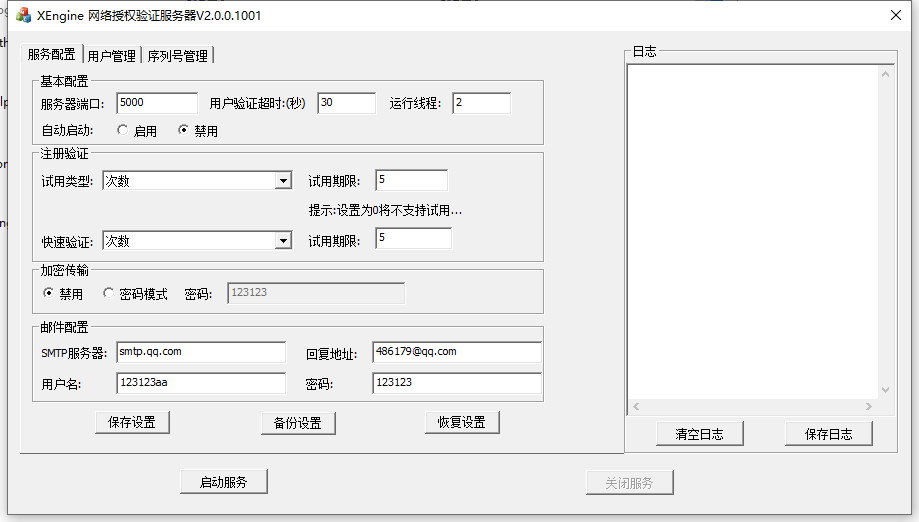 XEngine 网络授权验证服务器V2.0.0.1001
服务配置 用户管理 序列号管理
基本配置
服务器端口: 5000 用户验证超时:(秒) 30 运行线程: 2
自动启动: 启用 禁用
注册验证
试用类型: 次数 试用期限: 5
提示:设置为0将不支持试用...
快速验证: 次数 试用期限: 5
加密传输
禁用 密码模式 密码: 123123
邮件配置
SMTP服务器: smtp.qq.com 回复地址: 486179@qq.com
用户名: 123123aa 密码: 123123
保存设置 备份设置 恢复设置
日志
清空日志 保存日志
启动服务 关闭服务